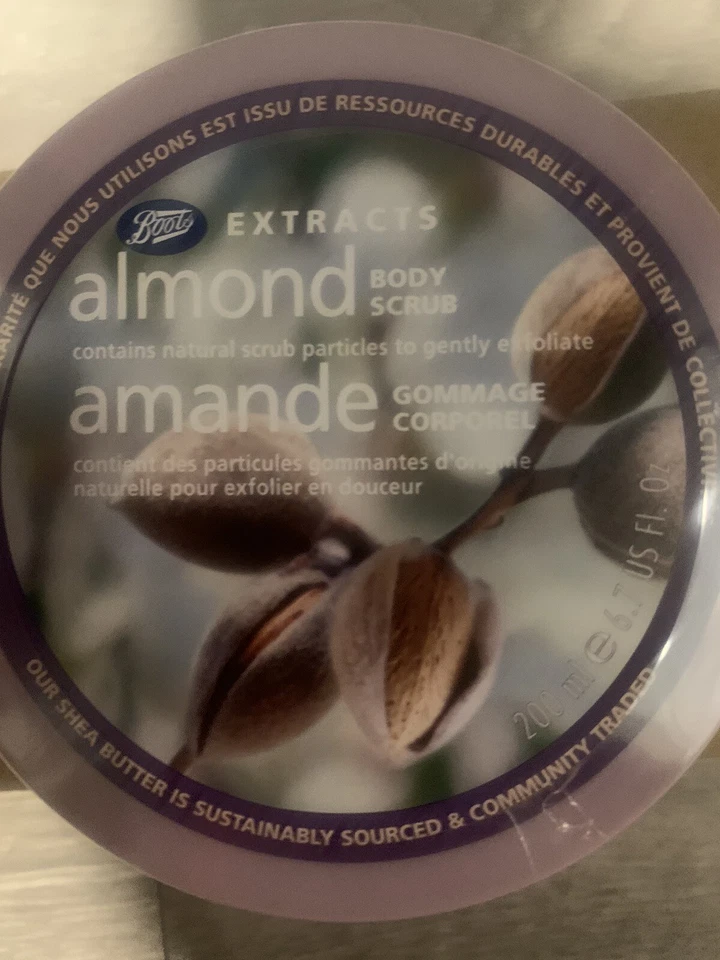 KARITÉ QUE NOUS UTILISONS EST ISSU DE RESSOURCES DURABLES ET PROVIENT DE
Boots EXTRACTS
almond BODY
SCRUB
contains natural scrub particles to gently exfoliate
amande GOMMAGE
CORPOREL
contient des particules gommantes d'origine
naturelle pour exfolier en douceur
200 ml e 6.7 US Fl. Oz
OUR SHEA BUTTER IS SUSTAINABLY SOURCED & COMMUNITY TRADED